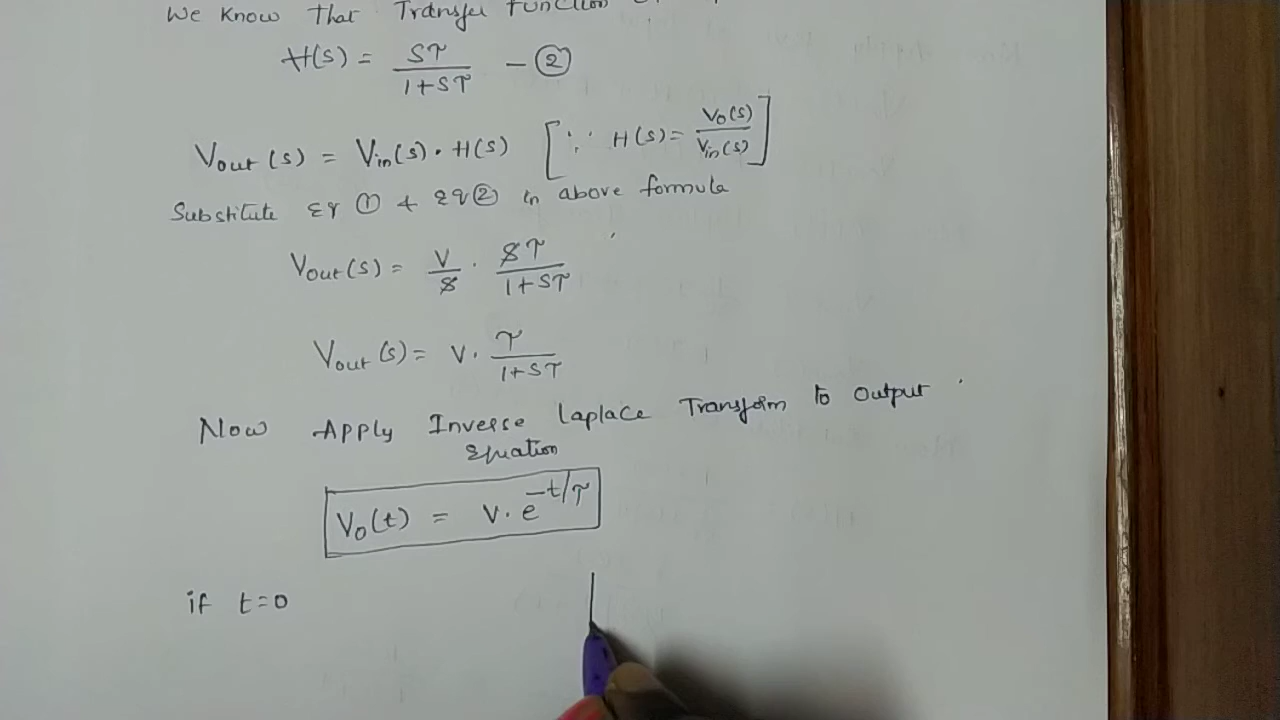 We Know That Transfer function
H(s) = Sτ / 1+Sτ - ②
Vout (s) = Vin(s) · H(s) [∵ H(s) = Vo(s) / Vin(s)]
Substitute Eq ① & Eq ② in above formula
Vout(s) = V/s · sτ / 1+Sτ
Vout (s) = V · τ / 1+Sτ
Now Apply Inverse Laplace Transform to Output
Equation
Vo(t) = V. e^-t/τ
if t=0